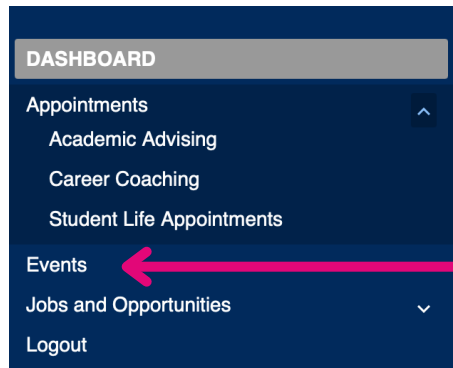 DASHBOARD
Appointments
Academic Advising
Career Coaching
Student Life Appointments
Events
Jobs and Opportunities
Logout